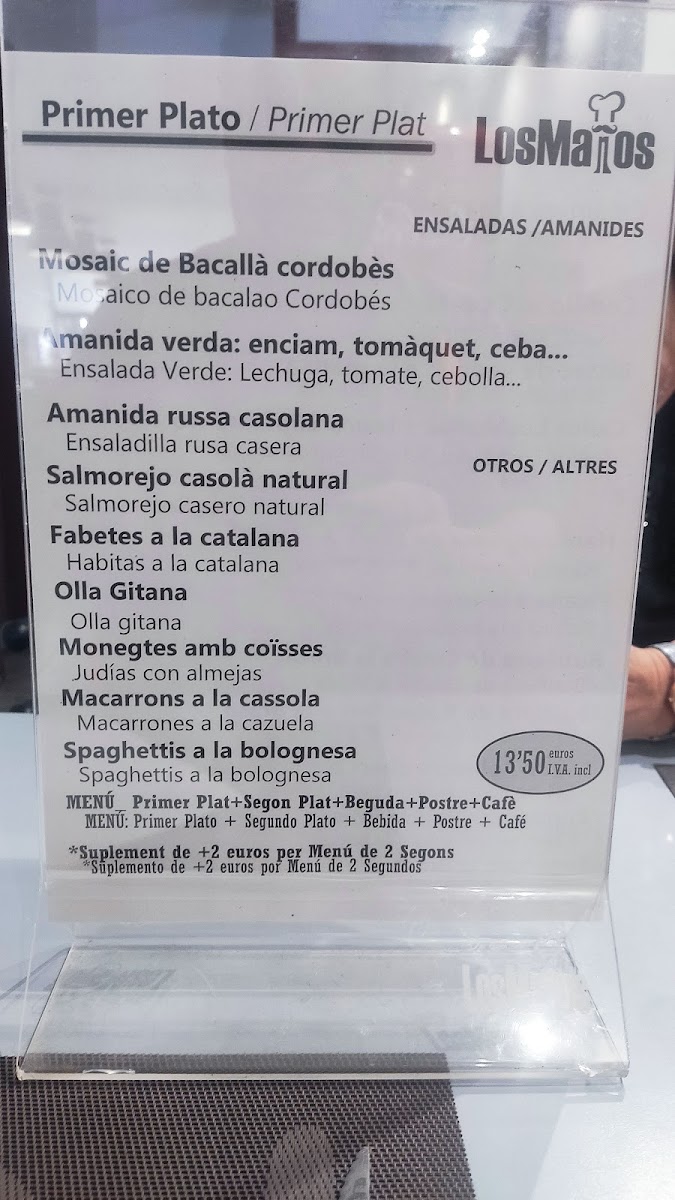 Primer Plato / Primer Plat
LosMaños
ENSALADAS /AMANIDES
Mosaic de Bacallà cordobès
Mosaico de bacalao Cordobés
Amanida verda: enciam, tomàquet, ceba...
Ensalada Verde: Lechuga, tomate, cebolla...
Amanida russa casolana
Ensaladilla rusa casera
OTROS / ALTRES
Salmorejo casolà natural
Salmorejo casero natural
Fabetes a la catalana
Habitas a la catalana
Olla Gitana
Olla gitana
Monegtes amb coïsses
Judías con almejas
Macarrons a la cassola
Macarrones a la cazuela
Spaghettis a la bolognesa
Spaghettis a la bolognesa
13'50 euros I.V.A. incl
MENÚ_ Primer Plat+Segon Plat+Beguda+Postre+Cafè
MENÚ: Primer Plato + Segundo Plato + Bebida + Postre + Café
*Suplement de +2 euros per Menú de 2 Segons
*Suplemento de +2 euros por Menú de 2 Segundos